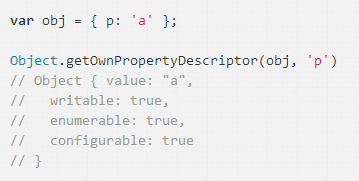 var obj = { p: 'a' };
Object.getOwnPropertyDescriptor(obj, 'p')
// Object { value: "a",
//   writable: true,
//   enumerable: true,
//   configurable: true
// }